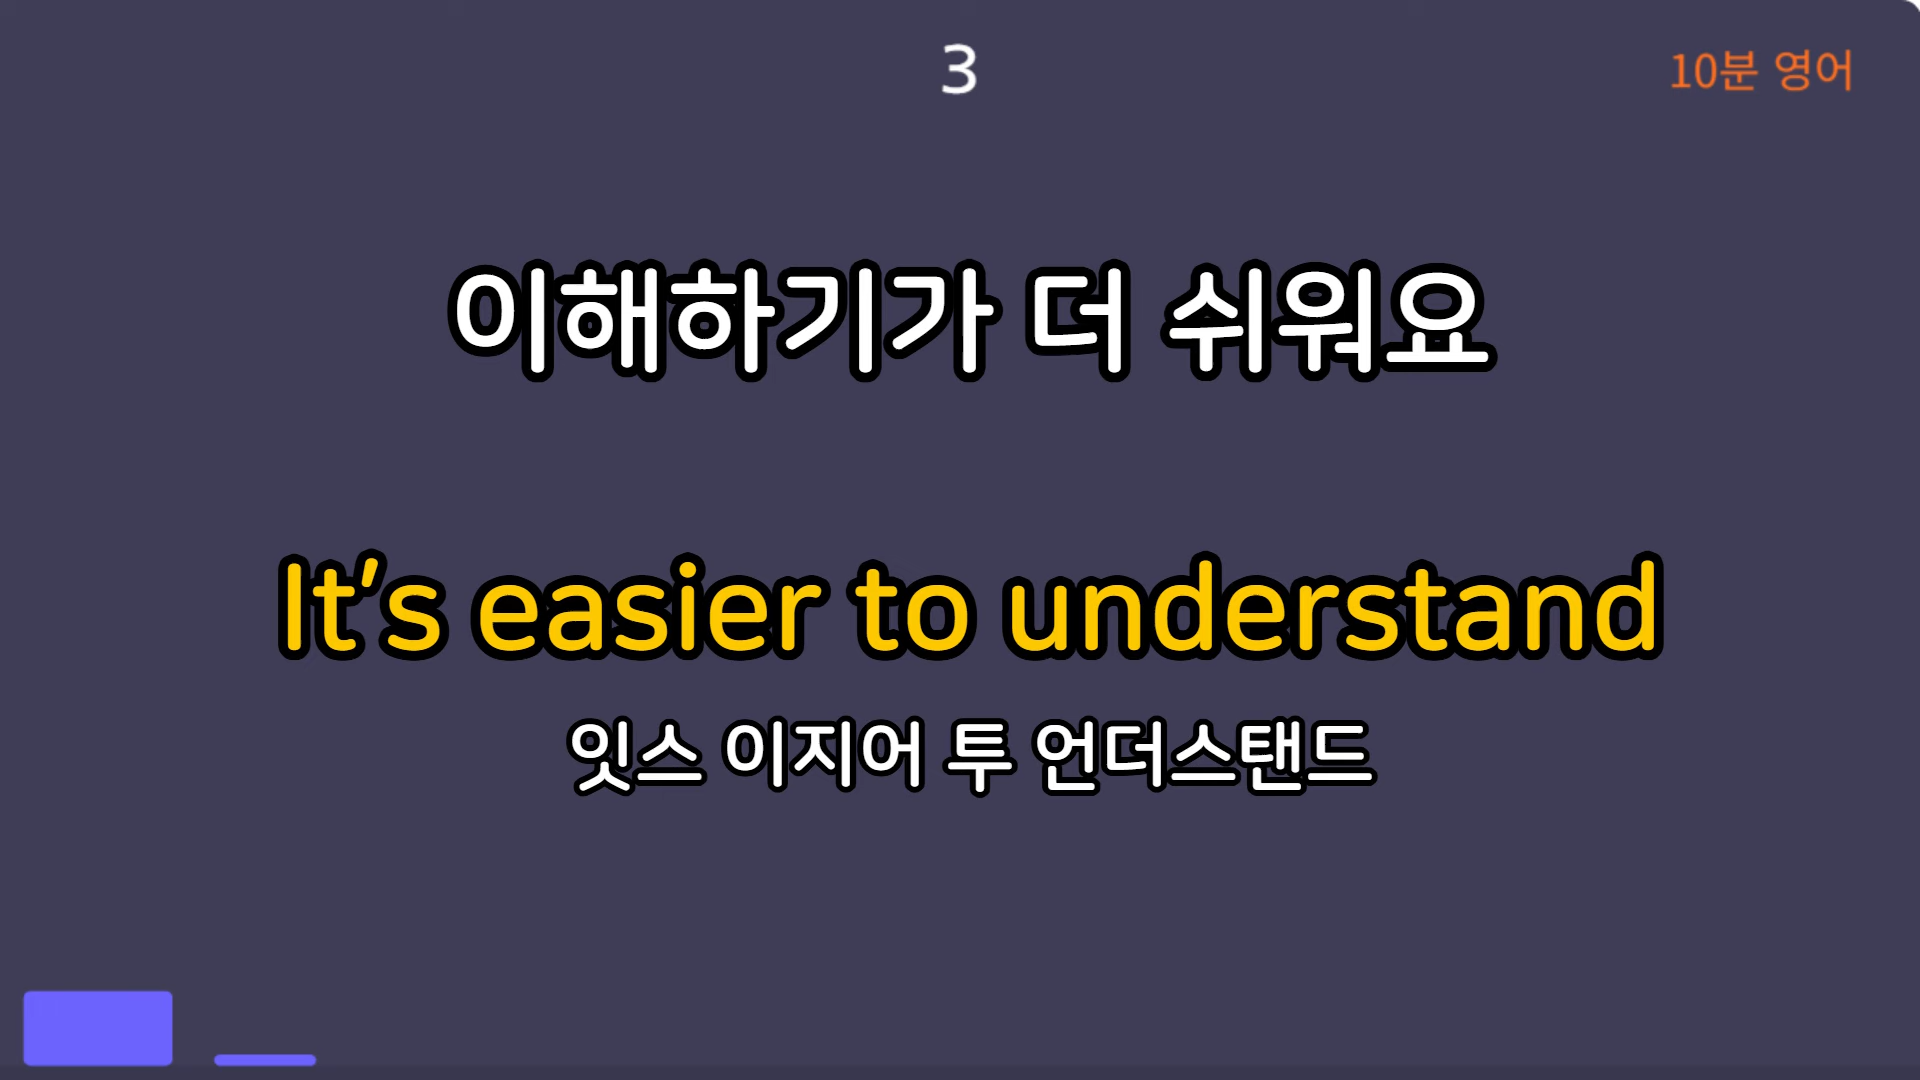 3
10분 영어
이해하기가 더 쉬워요
It’s easier to understand
잇스 이지어 투 언더스탠드